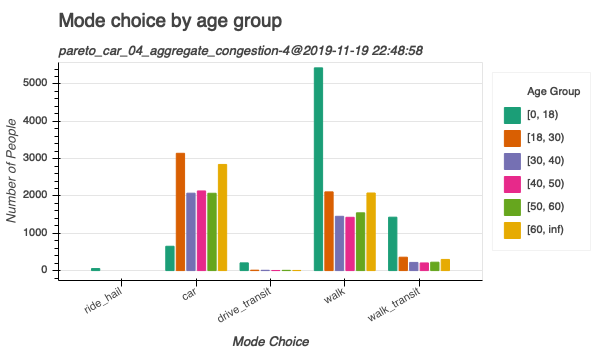 Mode choice by age group
pareto_car_04_aggregate_congestion-4@2019-11-19 22:48:58
Number of People
5000
4000
3000
2000
1000
0
ride_hail
car
drive_transit
walk
walk_transit
Mode Choice
Age Group
[0, 18)
[18, 30)
[30, 40)
[40, 50)
[50, 60)
[60, inf)